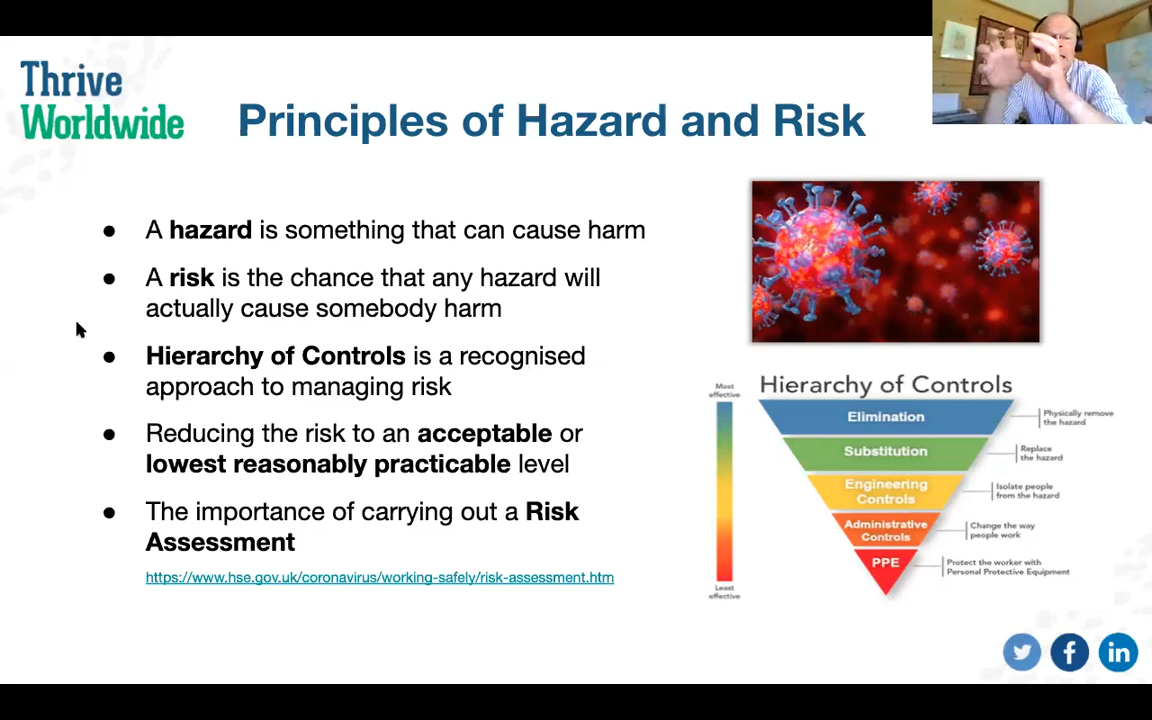 Thrive
Worldwide
Principles of Hazard and Risk
● A hazard is something that can cause harm
● A risk is the chance that any hazard will
actually cause somebody harm
● Hierarchy of Controls is a recognised
approach to managing risk
● Reducing the risk to an acceptable or
lowest reasonably practicable level
● The importance of carrying out a Risk
Assessment
https://www.hse.gov.uk/coronavirus/working-safely/risk-assessment.htm
Hierarchy of Controls
Most
effective
Least
effective
Elimination
Physically remove
the hazard
Substitution
Replace
the hazard
Engineering
Controls
Isolate people
from the hazard
Administrative
Controls
Change the way
people work
PPE
Protect the worker with
Personal Protective Equipment